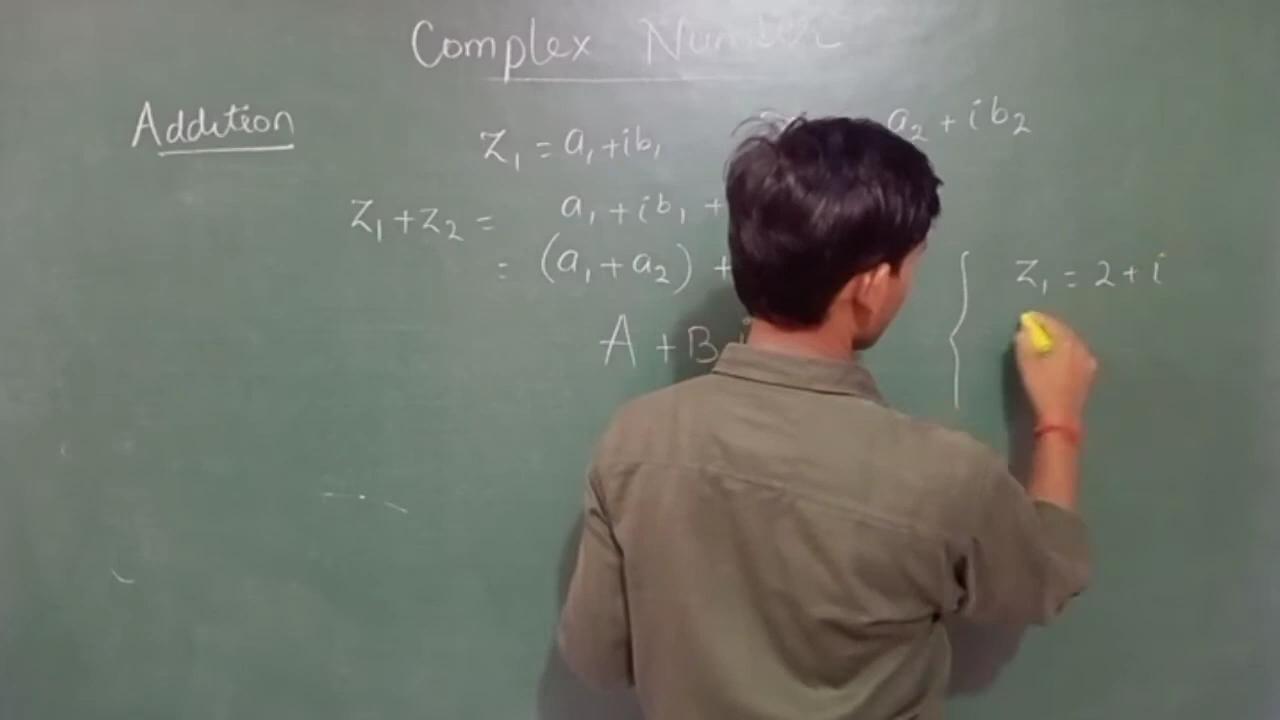 Complex Number
Addition
z₁ = a₁ + ib₁ a₂ + ib₂
z₁ + z₂ = a₁ + ib₁ +
= (a₁ + a₂) +
A + B i
{ z₁ = 2 + i